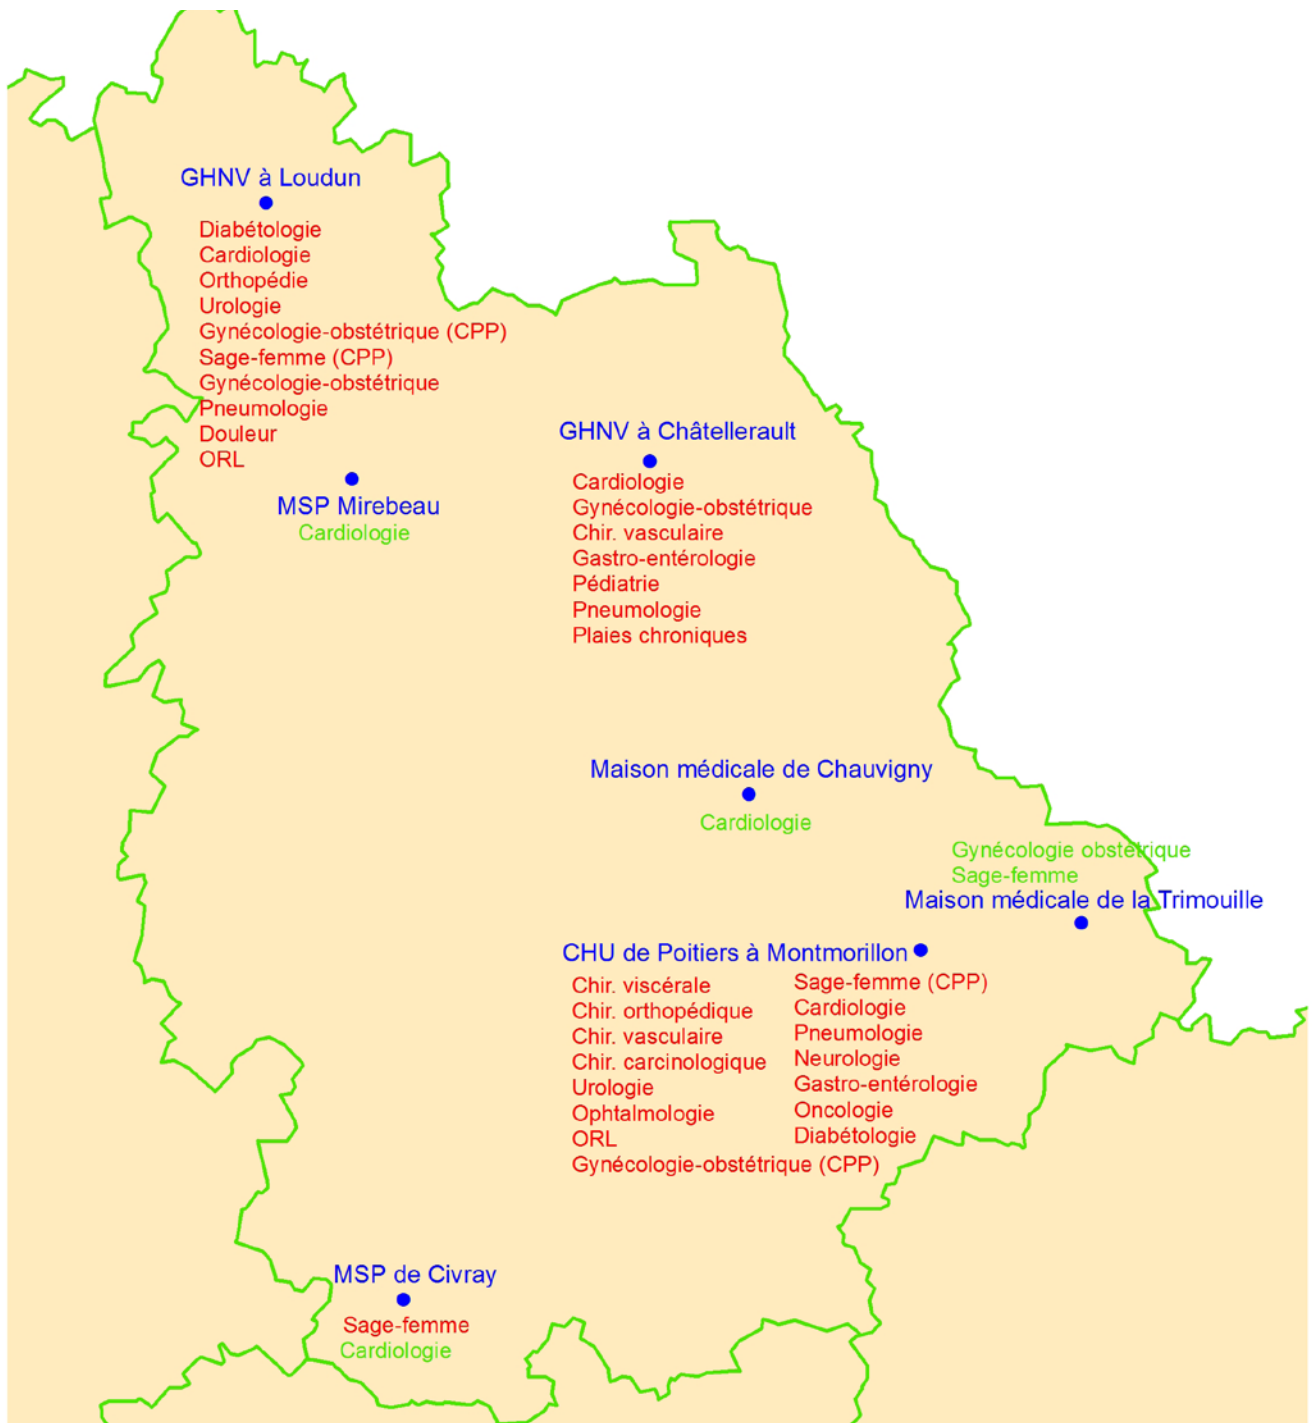 GHNV à Loudun
Diabétologie
Cardiologie
Orthopédie
Urologie
Gynécologie-obstétrique (CPP)
Sage-femme (CPP)
Gynécologie-obstétrique
Pneumologie
Douleur
ORL
MSP Mirebeau
Cardiologie
GHNV à Châtellerault
Cardiologie
Gynécologie-obstétrique
Chir. vasculaire
Gastro-entérologie
Pédiatrie
Pneumologie
Plaies chroniques
Maison médicale de Chauvigny
Cardiologie
Gynécologie obstétrique
Sage-femme
Maison médicale de la Trimouille
CHU de Poitiers à Montmorillon
Chir. viscérale
Chir. orthopédique
Chir. vasculaire
Chir. carcinologique
Urologie
Ophtalmologie
ORL
Gynécologie-obstétrique (CPP)
Sage-femme (CPP)
Cardiologie
Pneumologie
Neurologie
Gastro-entérologie
Oncologie
Diabétologie
MSP de Civray
Sage-femme
Cardiologie